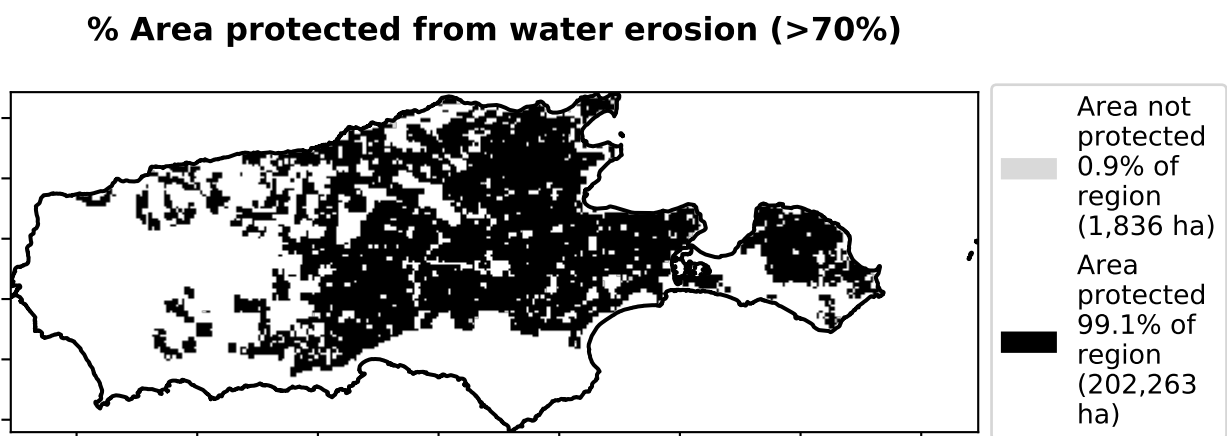 % Area protected from water erosion (>70%)
Area not
protected
0.9% of
region
(1,836 ha)
Area
protected
99.1% of
region
(202,263
ha)